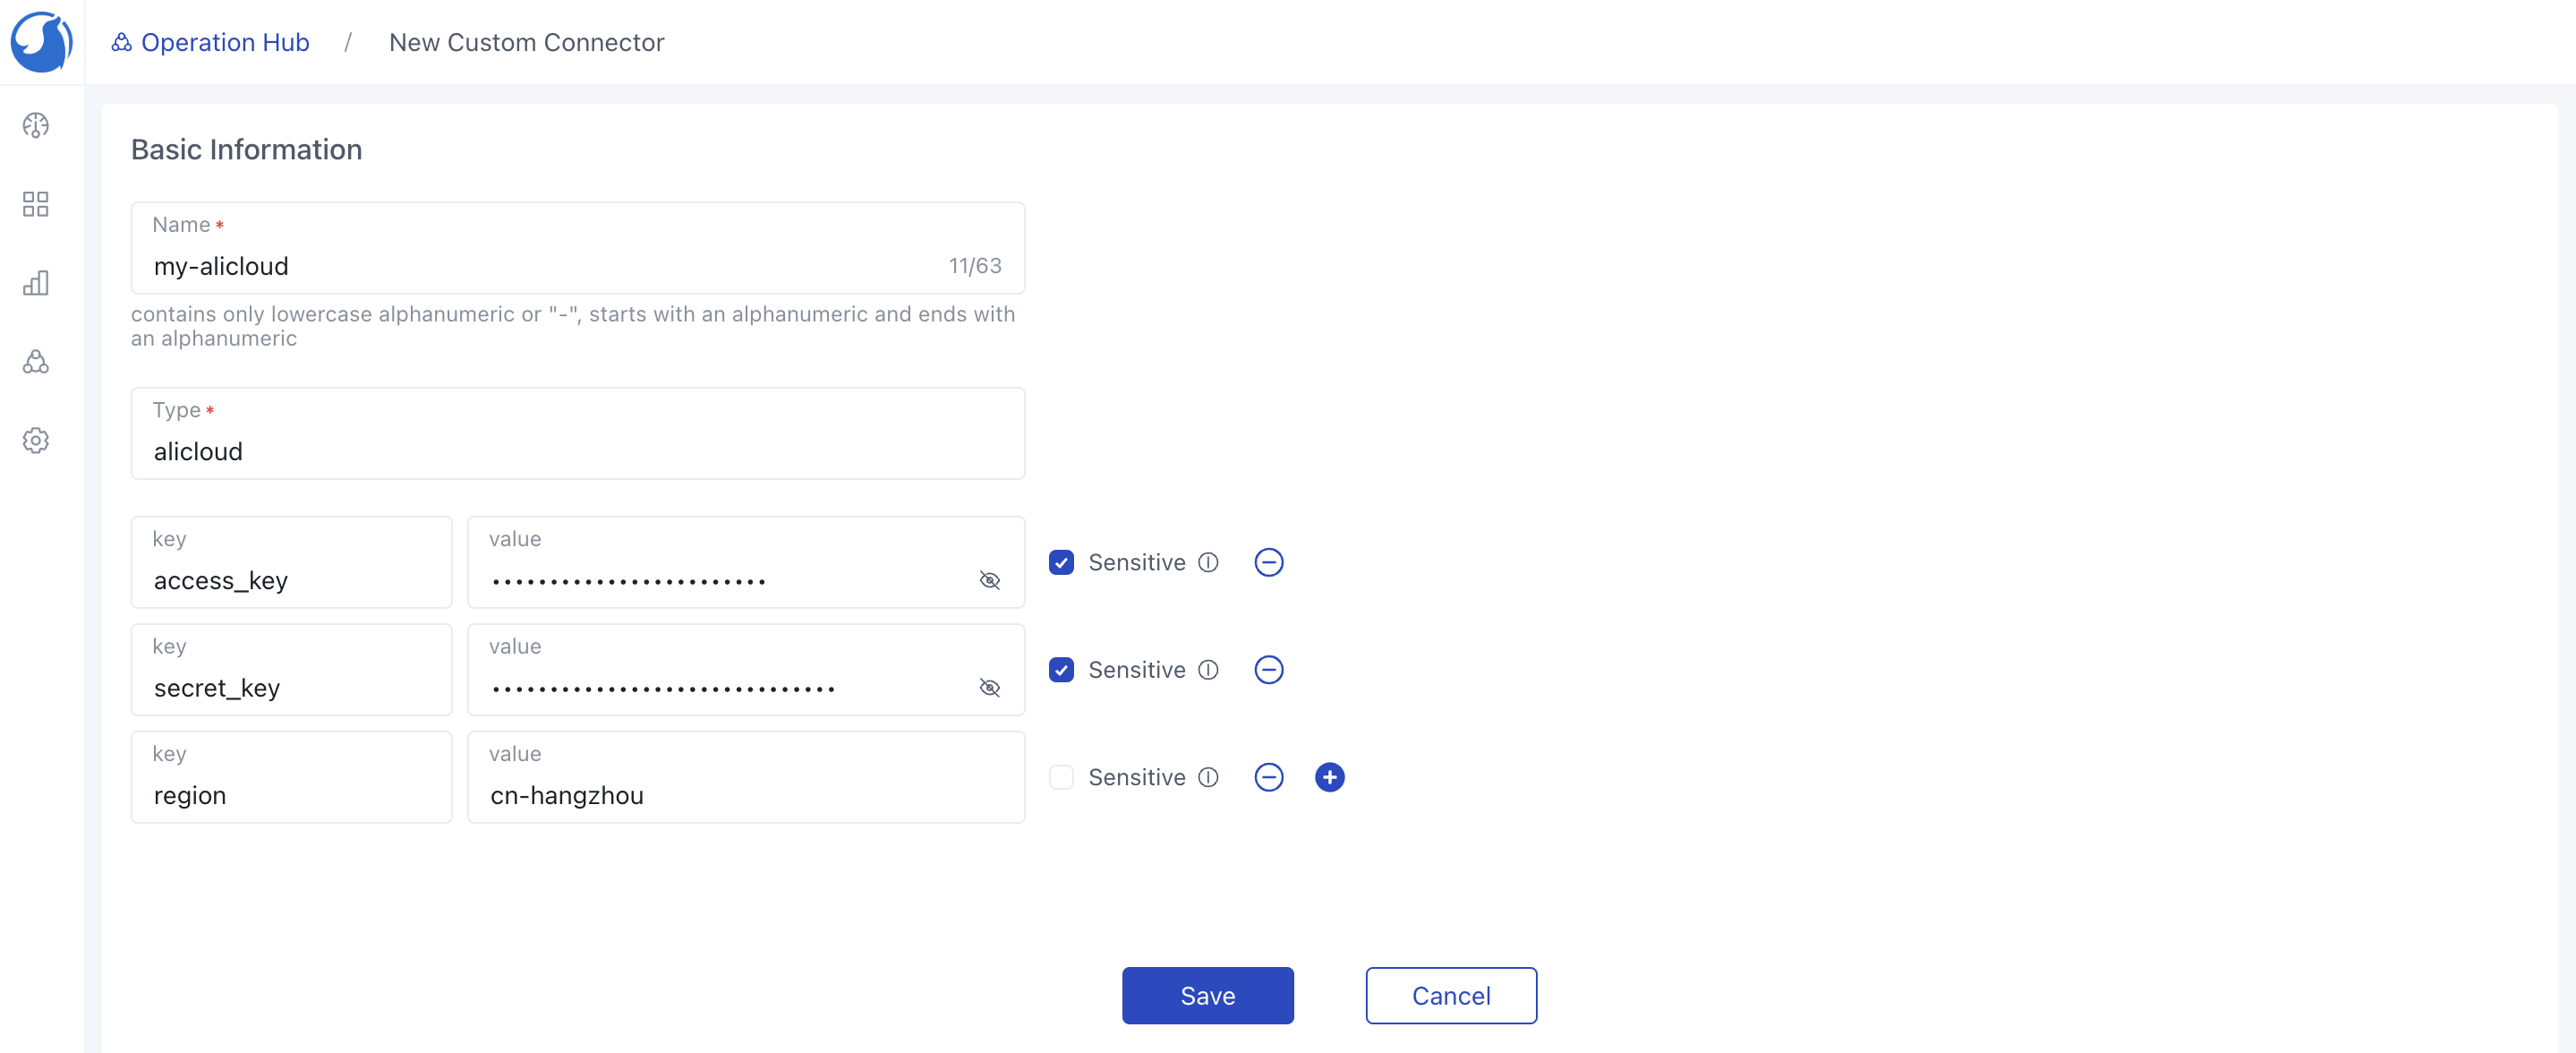 Operation Hub / New Custom Connector
Basic Information
Name *
my-alicloud 11/63
contains only lowercase alphanumeric or "-", starts with an alphanumeric and ends with
an alphanumeric
Type *
alicloud
key value
access_key ••••••••••••••••••••••••
Sensitive
key value
secret_key ••••••••••••••••••••••••••••••
Sensitive
key value
region cn-hangzhou
Sensitive
Save Cancel